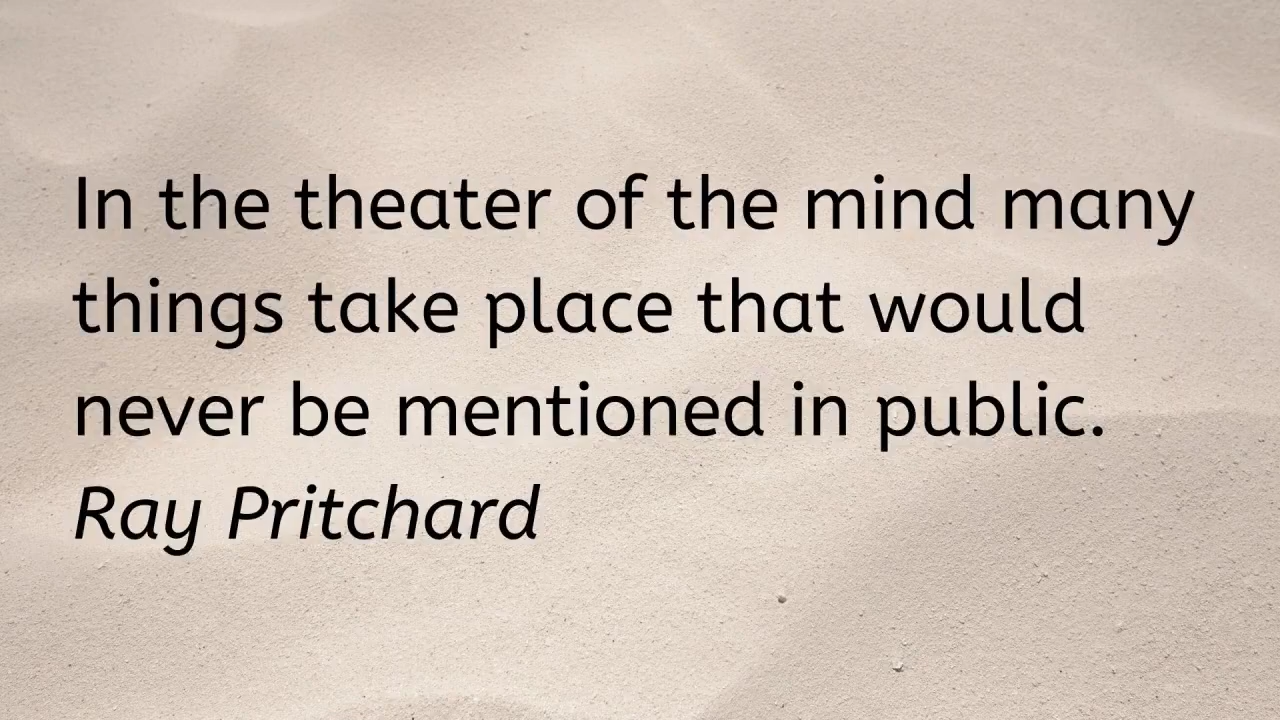 In the theater of the mind many
things take place that would
never be mentioned in public.
Ray Pritchard